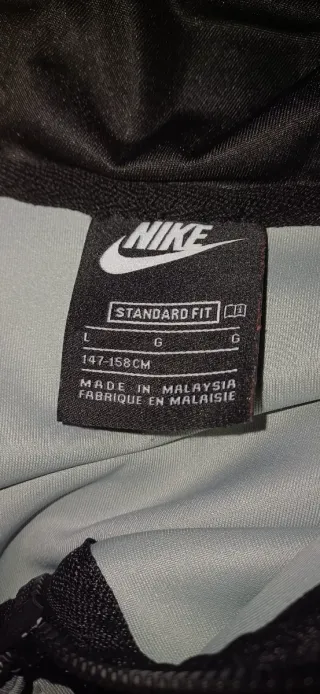 NIKE
STANDARD FIT
L G G
147-158CM
MADE IN MALAYSIA
FABRIQUE EN MALAISIE